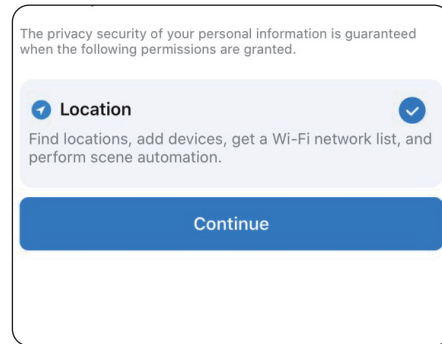 The privacy security of your personal information is guaranteed
when the following permissions are granted.
Location
Find locations, add devices, get a Wi-Fi network list, and
perform scene automation.
Continue